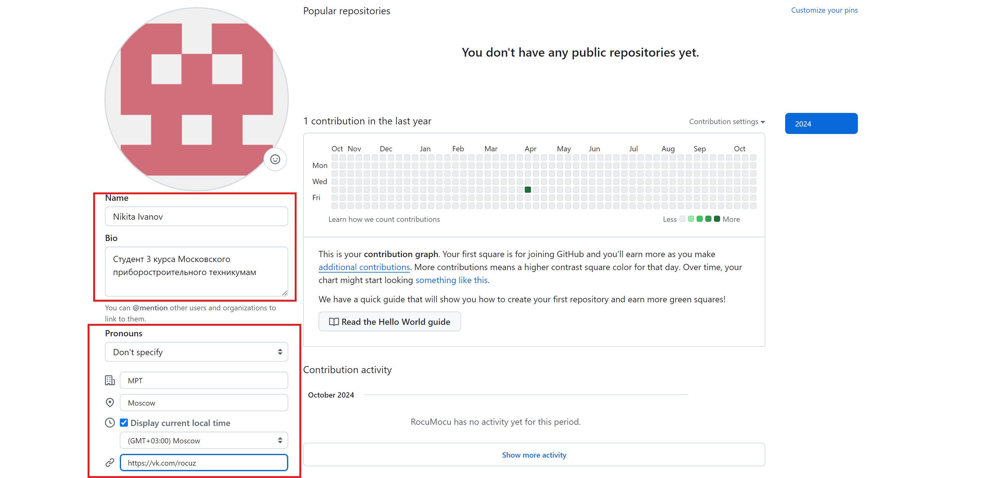 Popular repositories
Customize your pins
You don't have any public repositories yet.
1 contribution in the last year
Contribution settings
2024
Oct Nov Dec Jan Feb Mar Apr May Jun Jul Aug Sep Oct
Mon
Wed
Fri
Learn how we count contributions
Less More
This is your contribution graph. Your first square is for joining GitHub and you’ll earn more as you make
additional contributions. More contributions means a higher contrast square color for that day. Over time, your
chart might start looking something like this.
We have a quick guide that will show you how to create your first repository and earn more green squares!
Read the Hello World guide
Contribution activity
October 2024
RocuMocu has no activity yet for this period.
Show more activity
Name
Nikita Ivanov
Bio
Студент 3 курса Московского
приборостроительного техникумам
You can @mention other users and organizations to
link to them.
Pronouns
Don't specify
MPT
Moscow
Display current local time
(GMT+03:00) Moscow
https://vk.com/rocuz